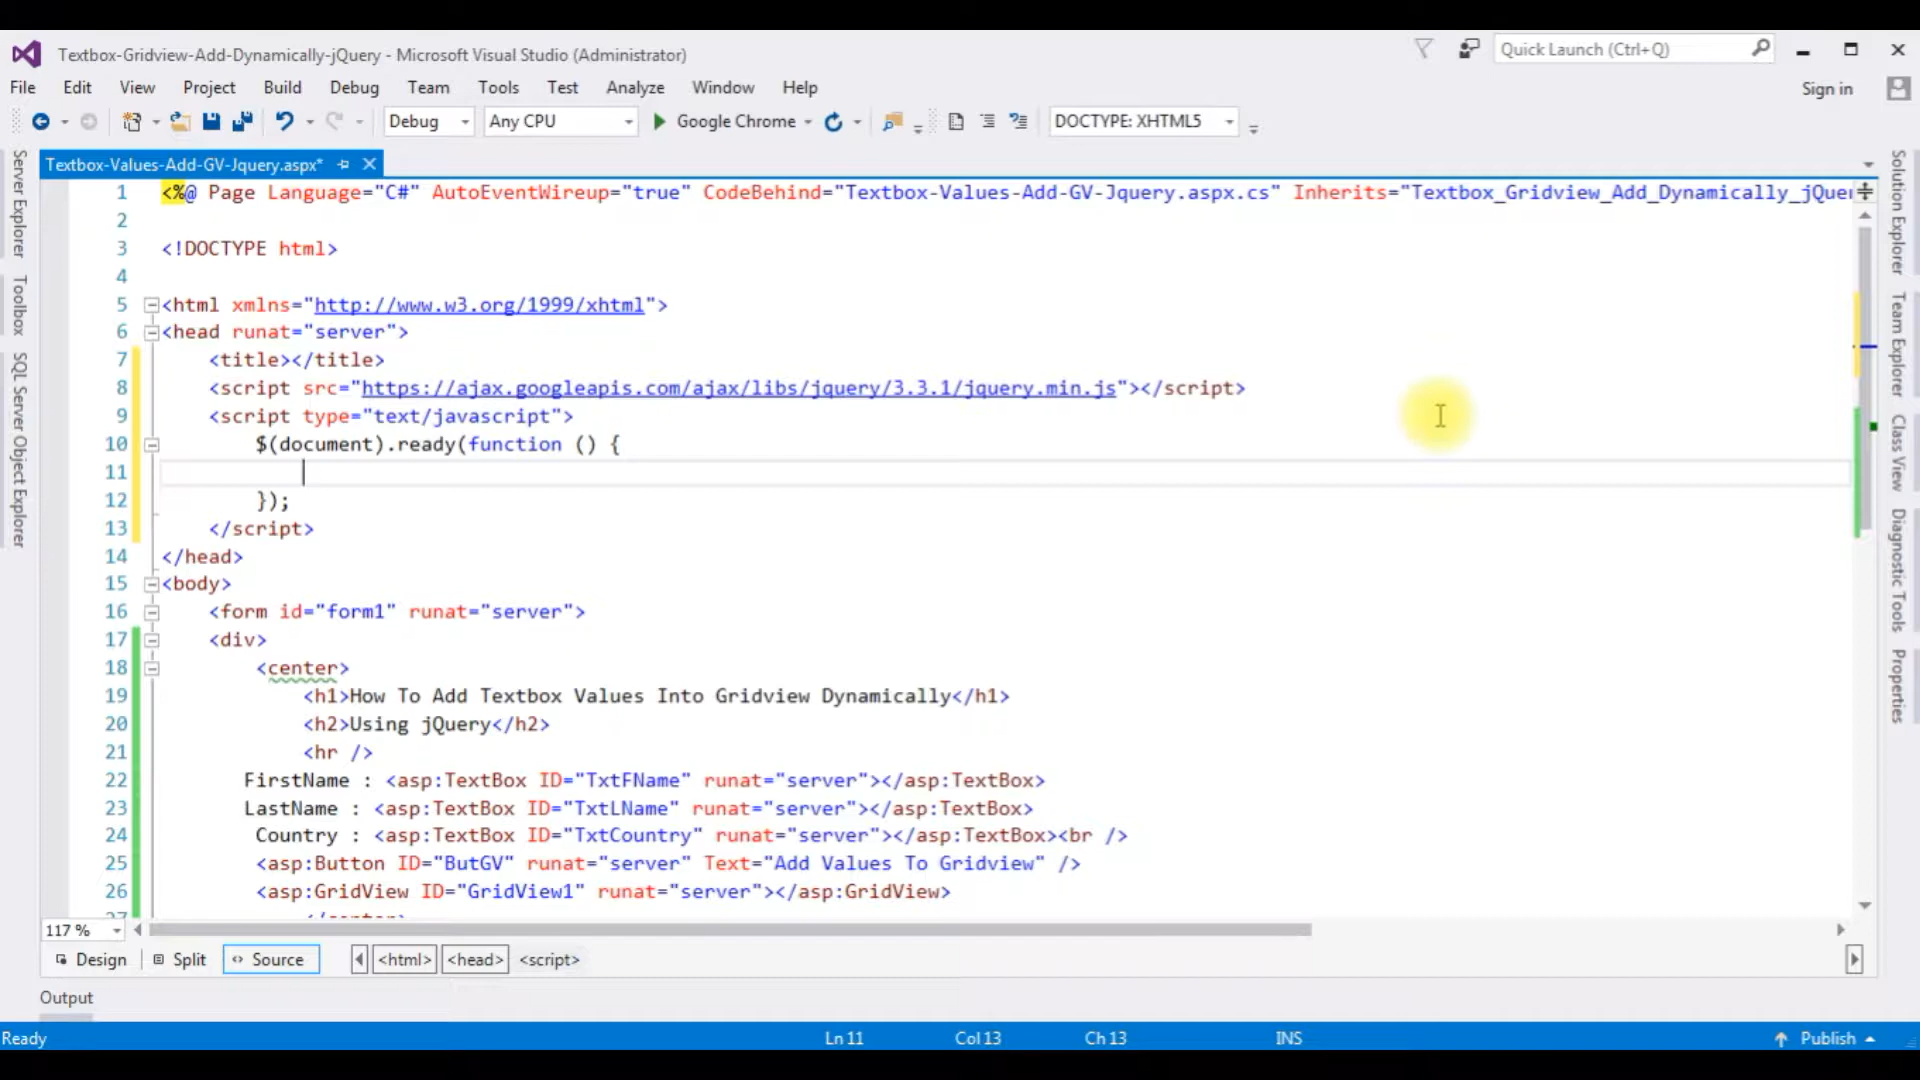 Textbox-Gridview-Add-Dynamically-jQuery - Microsoft Visual Studio (Administrator)
Quick Launch (Ctrl+Q)
File Edit View Project Build Debug Team Tools Test Analyze Window Help
Sign in
Debug Any CPU Google Chrome DOCTYPE: XHTML5
Textbox-Values-Add-GV-Jquery.aspx*
1 <%@ Page Language="C#" AutoEventWireup="true" CodeBehind="Textbox-Values-Add-GV-Jquery.aspx.cs" Inherits="Textbox_Gridview_Add_Dynamically_jQuer
2
3 <!DOCTYPE html>
4
5 <html xmlns="http://www.w3.org/1999/xhtml">
6 <head runat="server">
7 <title></title>
8 <script src="https://ajax.googleapis.com/ajax/libs/jquery/3.3.1/jquery.min.js"></script>
9 <script type="text/javascript">
10 $(document).ready(function () {
11
12 });
13 </script>
14 </head>
15 <body>
16 <form id="form1" runat="server">
17 <div>
18 <center>
19 <h1>How To Add Textbox Values Into Gridview Dynamically</h1>
20 <h2>Using jQuery</h2>
21 <hr />
22 FirstName : <asp:TextBox ID="TxtFName" runat="server"></asp:TextBox>
23 LastName : <asp:TextBox ID="TxtLName" runat="server"></asp:TextBox>
24 Country : <asp:TextBox ID="TxtCountry" runat="server"></asp:TextBox><br />
25 <asp:Button ID="ButGV" runat="server" Text="Add Values To Gridview" />
26 <asp:GridView ID="GridView1" runat="server"></asp:GridView>
27 </center>
117 %
Design Split Source <html> <head> <script>
Output
Ready Ln 11 Col 13 Ch 13 INS Publish
Server Explorer
Toolbox
SQL Server Object Explorer
Solution Explorer
Team Explorer
Class View
Diagnostic Tools
Properties